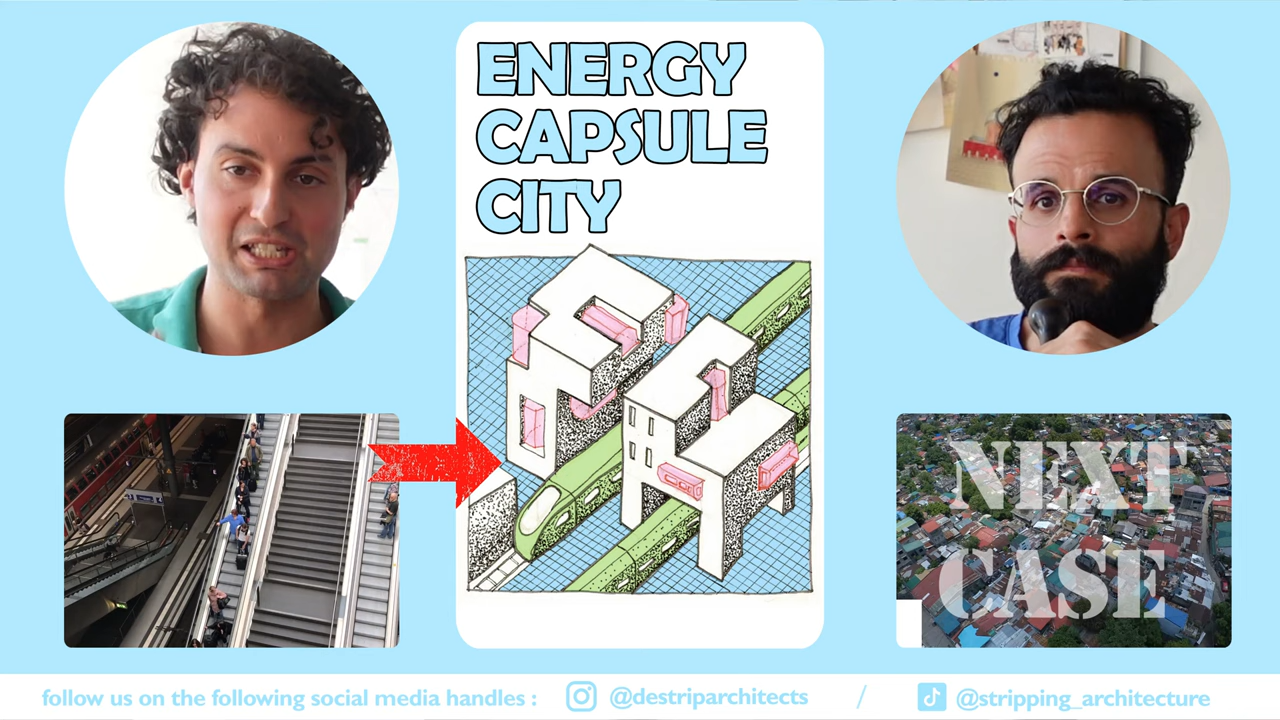 ENERGY
CAPSULE
CITY
NEXT
CASE
follow us on the following social media handles : @destriparchitects / @stripping_architecture